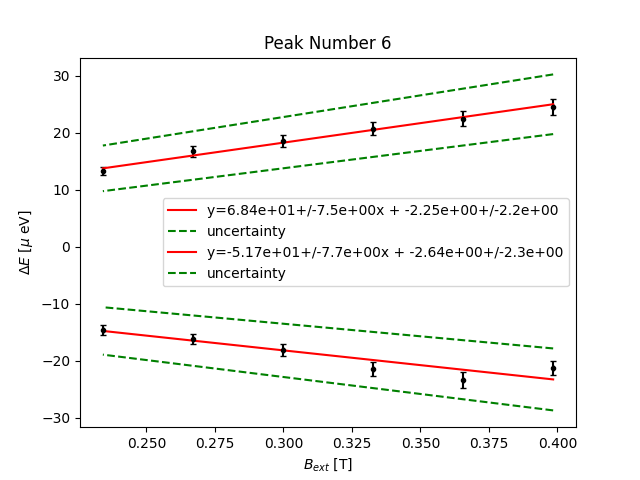 Peak Number 6
30
20
10
0
−10
−20
−30
ΔE [μ eV]
y=6.84e+01+/-7.5e+00x + -2.25e+00+/-2.2e+00
uncertainty
y=-5.17e+01+/-7.7e+00x + -2.64e+00+/-2.3e+00
uncertainty
0.250 0.275 0.300 0.325 0.350 0.375 0.400
B_ext [T]